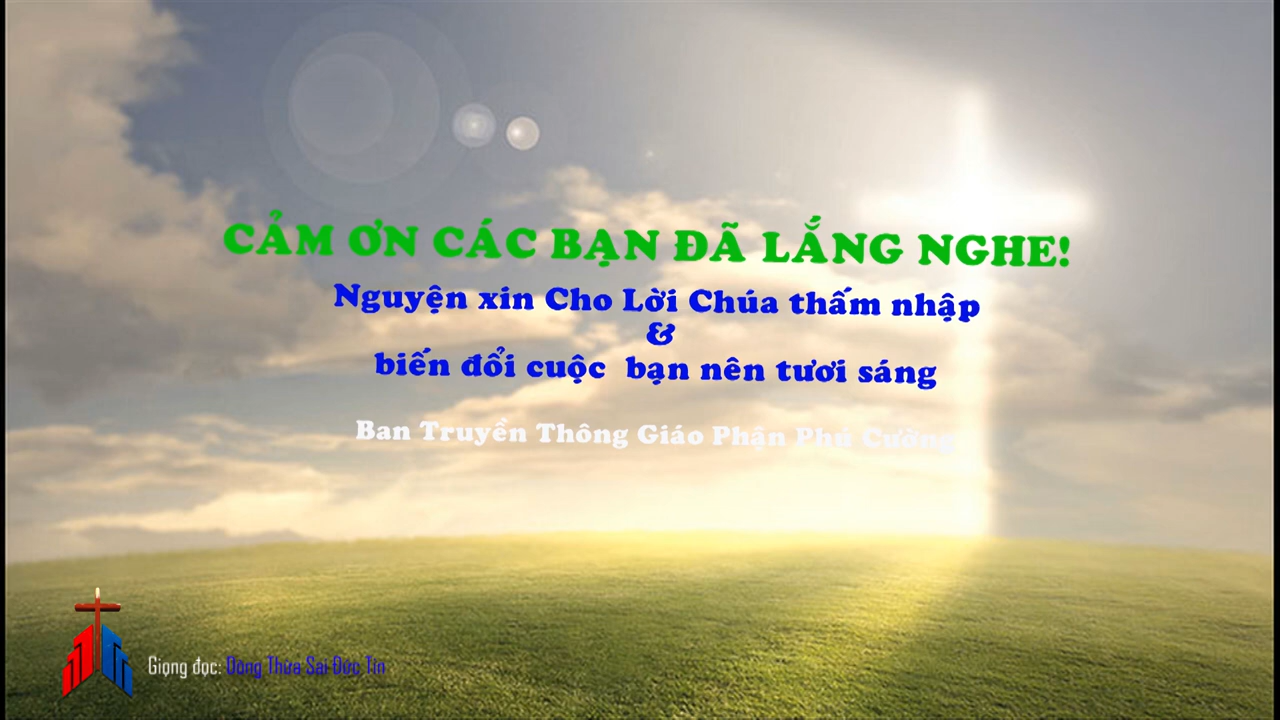 CẢM ƠN CÁC BẠN ĐÃ LẮNG NGHE!
Nguyện xin Cho Lời Chúa thấm nhập
&
biến đổi cuộc bạn nên tươi sáng
Ban Truyền Thông Giáo Phận Phú Cường
Giọng đọc: Dòng Thừa Sai Đức Tin